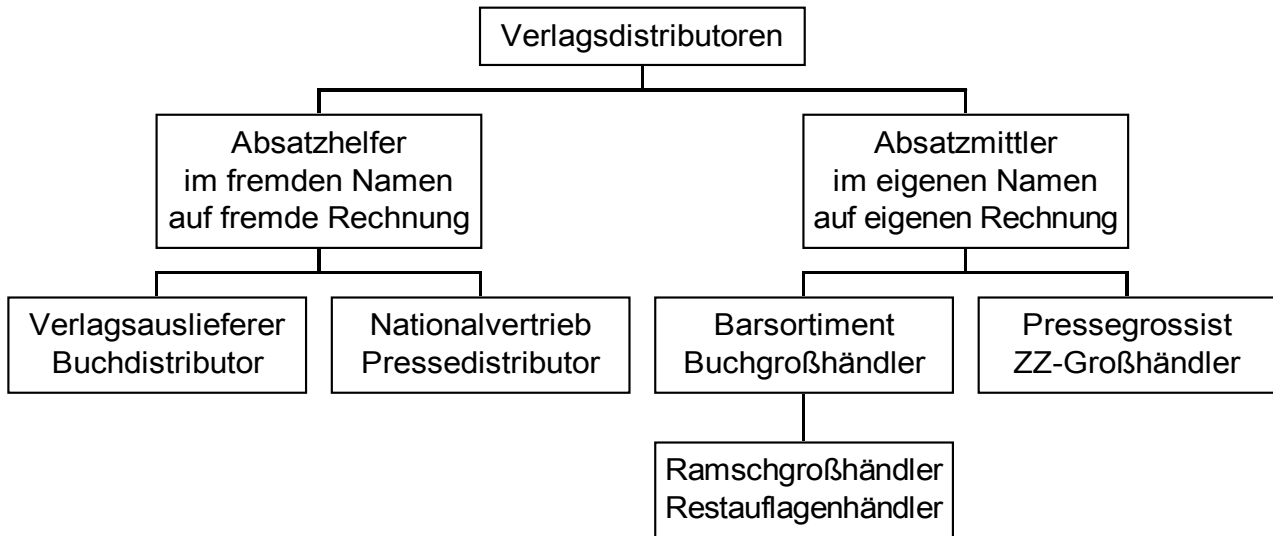 Verlagsdistributoren
Absatzhelfer
im fremden Namen
auf fremde Rechnung
Absatzmittler
im eigenen Namen
auf eigenen Rechnung
Verlagsauslieferer
Buchdistributor
Nationalvertrieb
Pressedistributor
Barsortiment
Buchgroßhändler
Pressegrossist
ZZ-Großhändler
Ramschgroßhändler
Restauflagenhändler